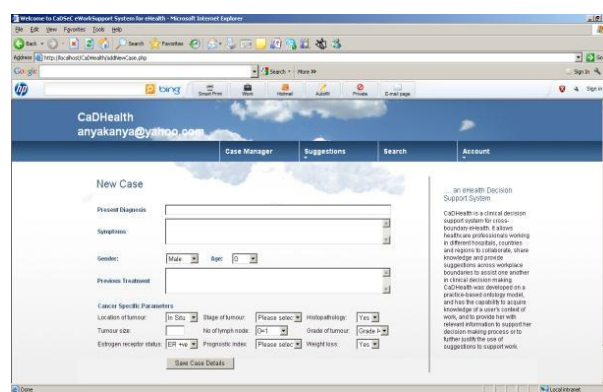 Welcome to CaDSeC eWorkSupport System for eHealth - Microsoft Internet Explorer
File Edit View Favorites Tools Help
Back Search Favorites
Address http://localhost/CaDHealth/addNewCase.php Go
Google Search More >> Sign In
bing Smart Print Work Hotmail Autofill Private E-mail page Sign in
CaDHealth
anyakanya@yahoo.com
Case Manager Suggestions Search Account
New Case
Present Diagnosis
Symptoms:
Gender: Male Age: 0
Previous Treatment
Cancer Specific Parameters
Location of tumour: In Situ Stage of tumour: Please selec Histopathology: Yes
Tumour size: No of lymph node: 0=1 Grade of tumour: Grade I
Estrogen receptor status: ER +ve Prognostic Index: Please selec Weight loss: Yes
Save Case Details
... an eHealth Decision
Support System.
CaDHealth is a clinical decision
support system for cross-
boundary eHealth. It allows
healthcare professionals working
in different hospitals, countries
and regions to collaborate, share
knowledge and provide
suggestions across workplace
boundaries to assist one another
in clinical decision making.
CaDHealth was developed on a
practice-based ontology model,
and has the capability to acquire
knowledge of a user's context of
work, and to provide her with
relevant information to support her
decision making process or to
further justify the use of
suggestions to support work.
Done Local intranet